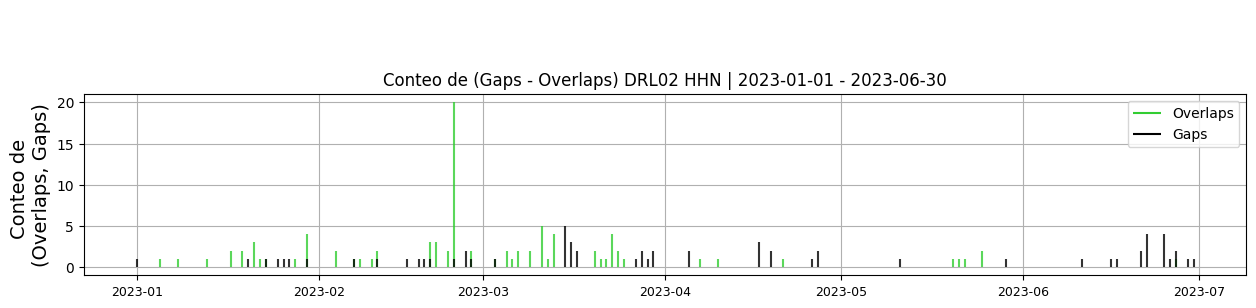 Conteo de (Gaps - Overlaps) DRL02 HHN | 2023-01-01 - 2023-06-30
Conteo de
(Overlaps, Gaps)
20
15
10
5
0
Overlaps
Gaps
2023-01
2023-02
2023-03
2023-04
2023-05
2023-06
2023-07